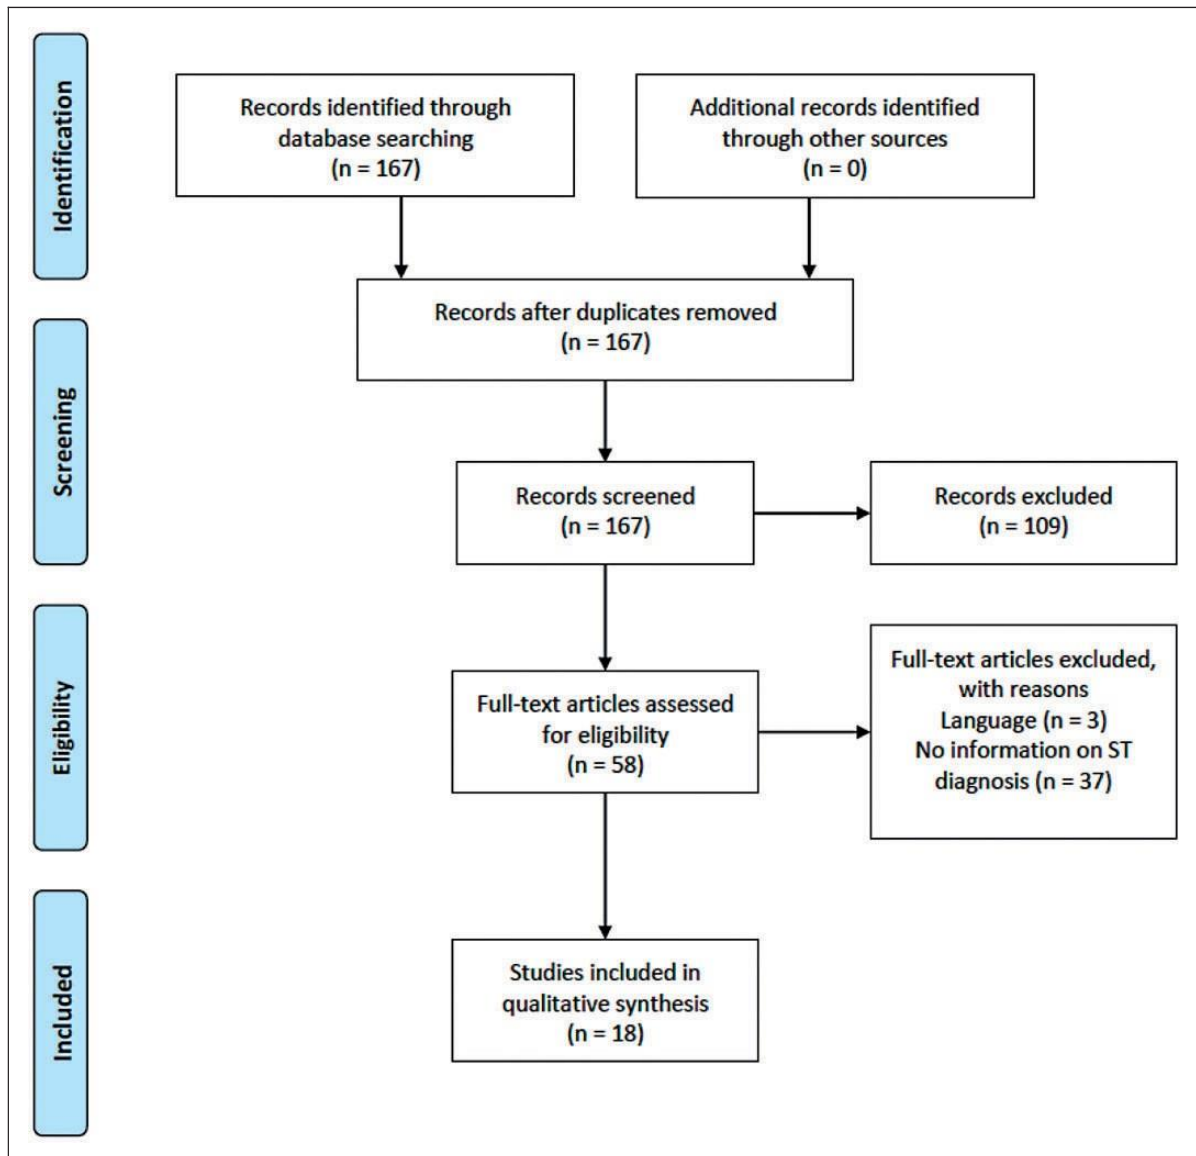 Identification
Records identified through
database searching
(n = 167)
Additional records identified
through other sources
(n = 0)
Records after duplicates removed
(n = 167)
Screening
Records screened
(n = 167)
Records excluded
(n = 109)
Eligibility
Full-text articles assessed
for eligibility
(n = 58)
Full-text articles excluded,
with reasons
Language (n = 3)
No information on ST
diagnosis (n = 37)
Included
Studies included in
qualitative synthesis
(n = 18)